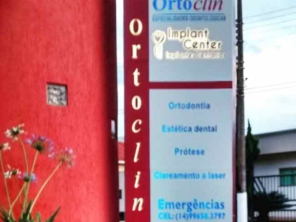 Ortoclin
ESPECIALIDADES ODONTOLÓGICAS
Implant
Center
Ortoclin
Ortodontia
Estética dental
Prótese
Clareamento a laser
Emergências